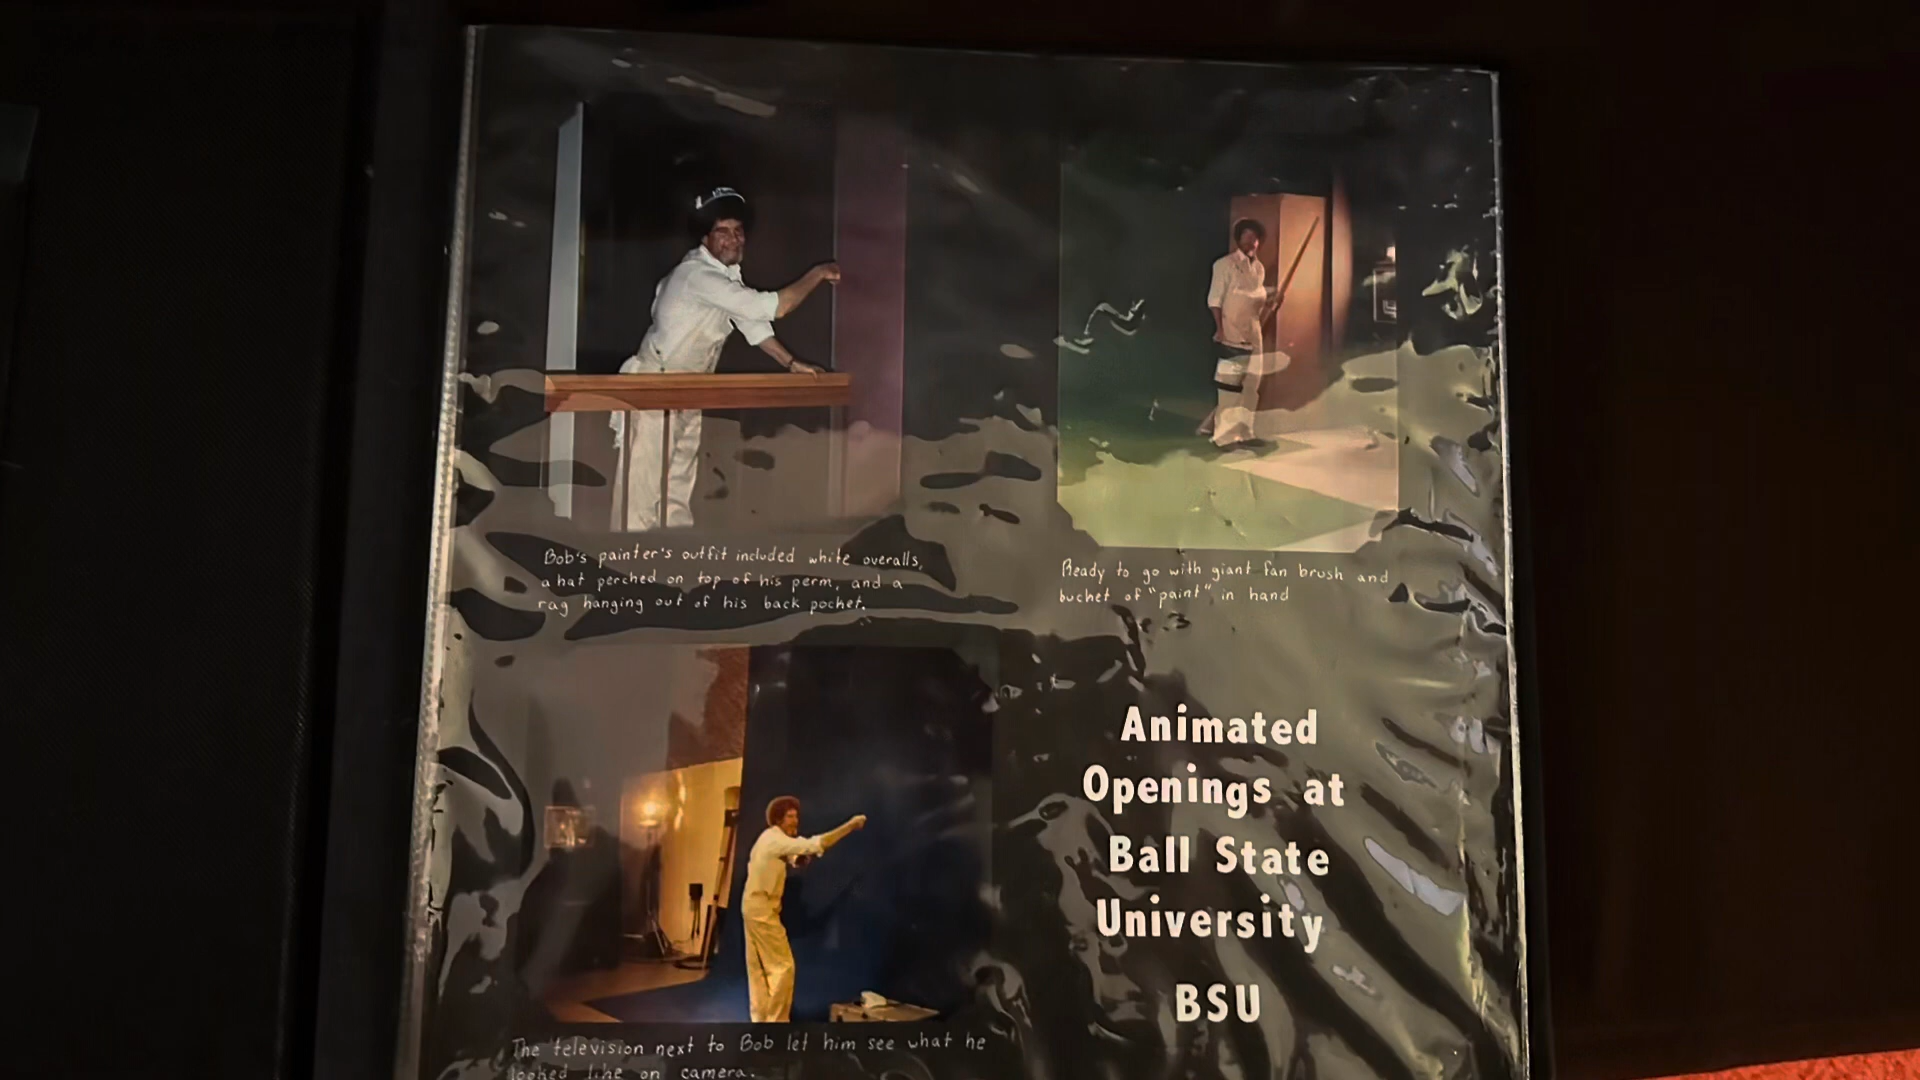 Bob's painter's outfit included white overalls,
a hat perched on top of his perm, and a
rag hanging out of his back pocket.
Ready to go with giant fan brush and
bucket of "paint" in hand
The television next to Bob let him see what he
looked like on camera.
Animated
Openings at
Ball State
University
BSU